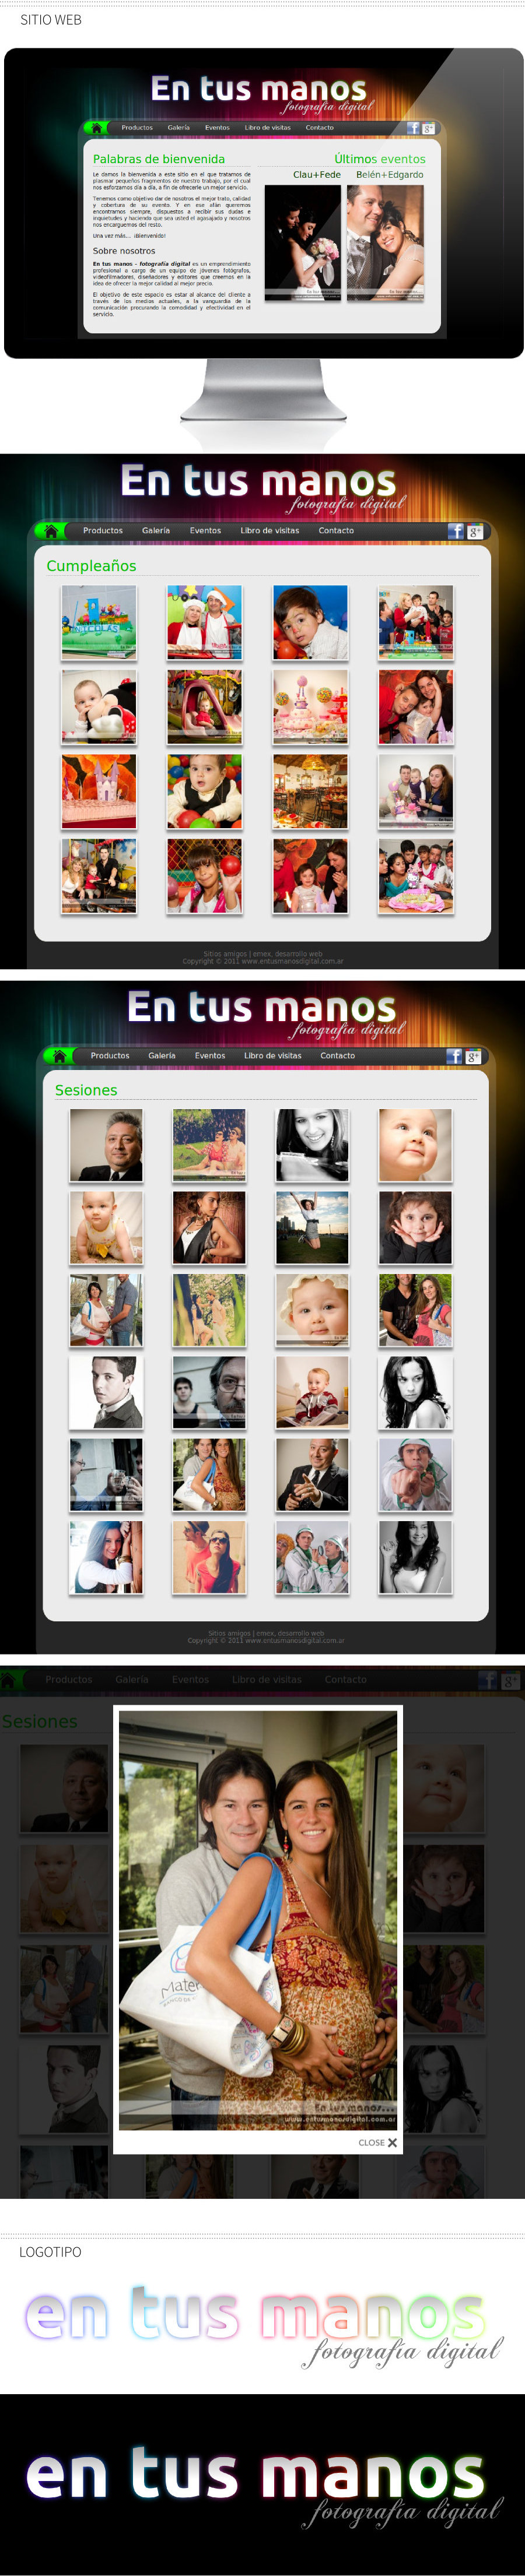 SITIO WEB
En tus manos
fotografía digital
Productos Galería Eventos Libro de visitas Contacto
Palabras de bienvenida
Le damos la bienvenida a este sitio en el que tratamos de
plasmar pequeños fragmentos de nuestro trabajo, por el cual
nos esforzamos día a día, a fin de ofrecerle un mejor servicio.
Tenemos como objetivo dar de nosotros el mejor trato, calidad
y cobertura de su evento. Y en ese afán queremos
encontrarnos siempre, dispuestos a recibir sus dudas e
inquietudes y haciendo que sea usted el agasajado y nosotros
nos encarguemos del resto.
Una vez más... ¡Bienvenido!
Sobre nosotros
En tus manos - fotografía digital es un emprendimiento
profesional a cargo de un equipo de jóvenes fotógrafos,
videofilmadores, diseñadores y editores que creemos en la
idea de ofrecer la mejor calidad al mejor precio.
El objetivo de este espacio es estar al alcance del cliente a
través de los medios actuales, a la vanguardia de la
comunicación procurando la comodidad y efectividad en el
servicio.
Últimos eventos
Clau+Fede Belén+Edgardo
En tus manos
fotografía digital
Productos Galería Eventos Libro de visitas Contacto
Cumpleaños
NICOLAS
Sitios amigos | emex, desarrollo web
Copyright © 2011 www.entusmanosdigital.com.ar
En tus manos
fotografía digital
Productos Galería Eventos Libro de visitas Contacto
Sesiones
Sitios amigos | emex, desarrollo web
Copyright © 2011 www.entusmanosdigital.com.ar
Productos Galería Eventos Libro de visitas Contacto
Sesiones
Mater
En tus manos...
www.entusmanosdigital.com.ar
CLOSE X
LOGOTIPO
en tus manos
fotografía digital
en tus manos
fotografía digital